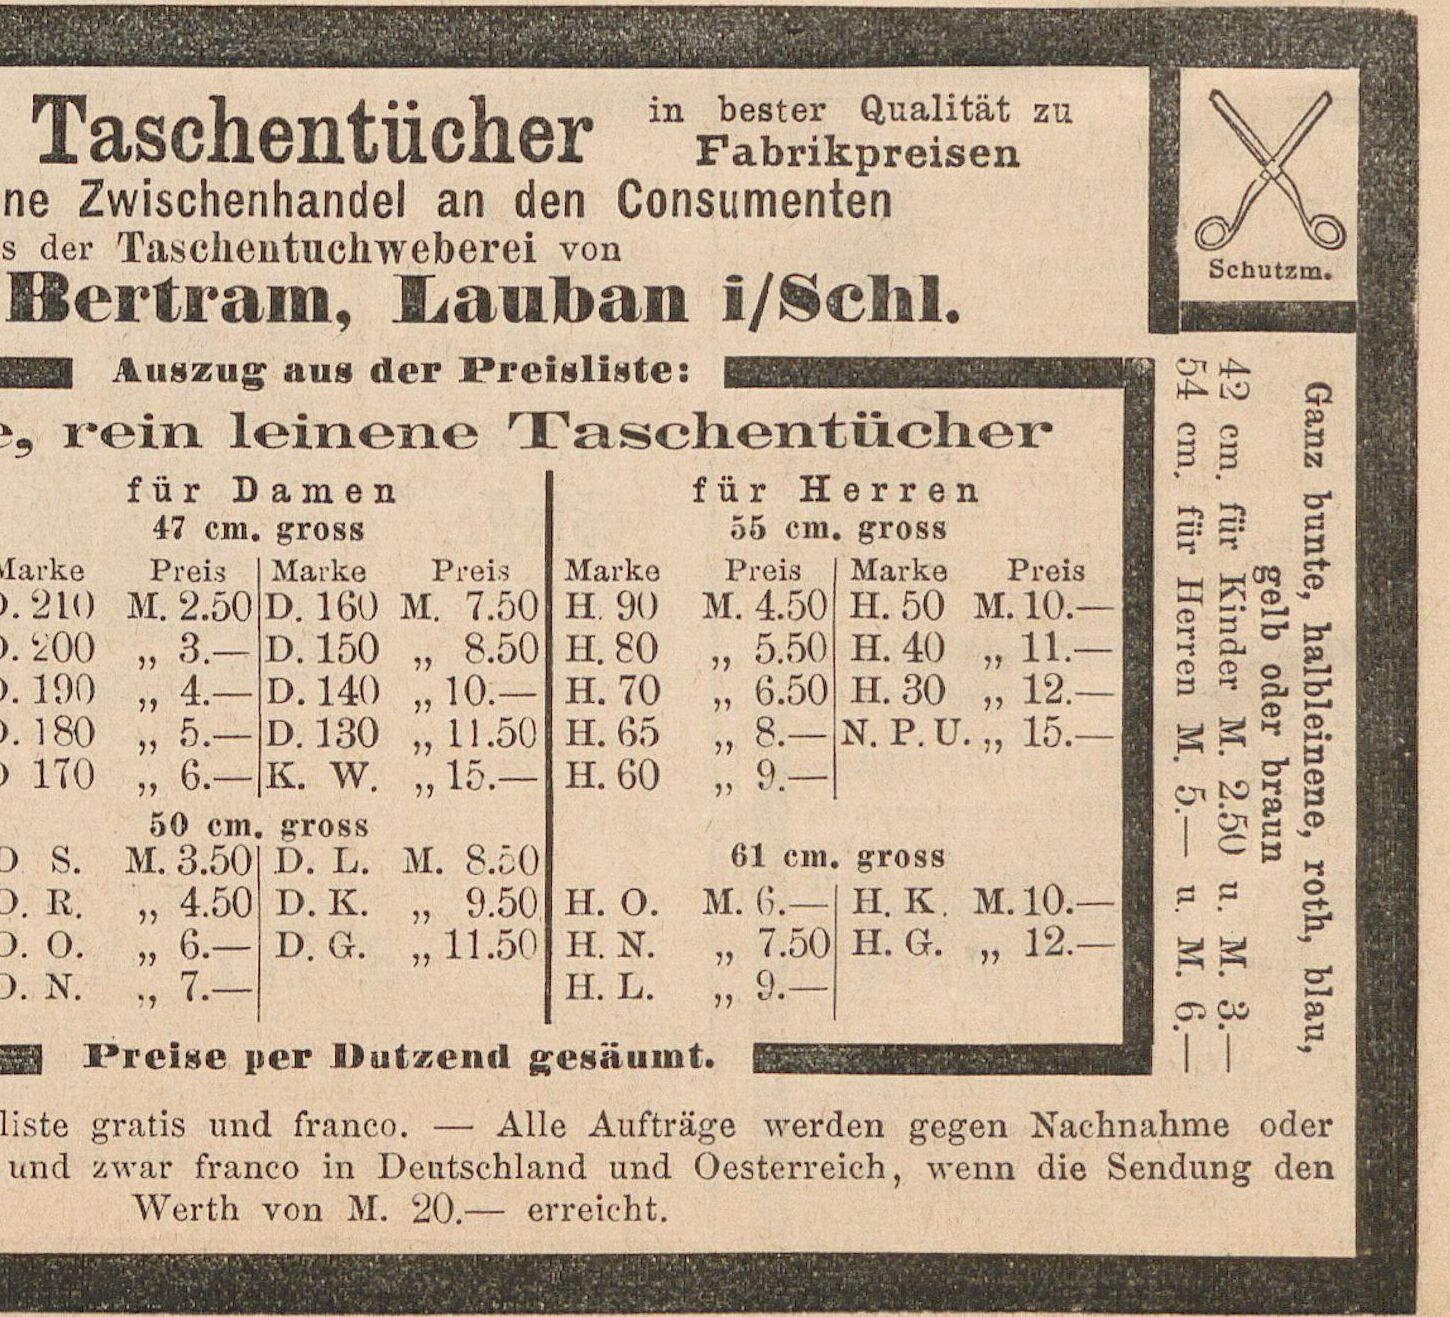 Taschentücher
in bester Qualität zu
Fabrikpreisen
ne Zwischenhandel an den Consumenten
s der Taschentuchweberei von
Bertram, Lauban i/Schl.
Schutzm.
Auszug aus der Preisliste:
e, rein leinene Taschentücher
für Damen
47 cm. gross
Marke Preis Marke Preis
D. 210 M. 2.50 D. 160 M. 7.50
D. 200 „ 3.— D. 150 „ 8.50
D. 190 „ 4.— D. 140 „ 10.—
D. 180 „ 5.— D. 130 „ 11.50
D 170 „ 6.— K. W. „ 15.—
50 cm. gross
D S. M. 3.50 D. L. M. 8.50
D. R. „ 4.50 D. K. „ 9.50
D. O. „ 6.— D. G. „ 11.50
D. N. „ 7.—
für Herren
55 cm. gross
Marke Preis Marke Preis
H. 90 M. 4.50 H. 50 M. 10.—
H. 80 „ 5.50 H. 40 „ 11.—
H. 70 „ 6.50 H. 30 „ 12.—
H. 65 „ 8.— N. P. U. „ 15.—
H. 60 „ 9.—
61 cm. gross
H. O. M. 6.— H. K. M. 10.—
H. N. „ 7.50 H. G. „ 12.—
H. L. „ 9.—
Preise per Dutzend gesäumt.
Ganz bunte, halbleinene, roth, blau,
gelb oder braun
42 cm. für Kinder M. 2.50 u. M. 3.—
54 cm. für Herren M. 5.— u. M. 6.—
liste gratis und franco. — Alle Aufträge werden gegen Nachnahme oder
und zwar franco in Deutschland und Oesterreich, wenn die Sendung den
Werth von M. 20.— erreicht.